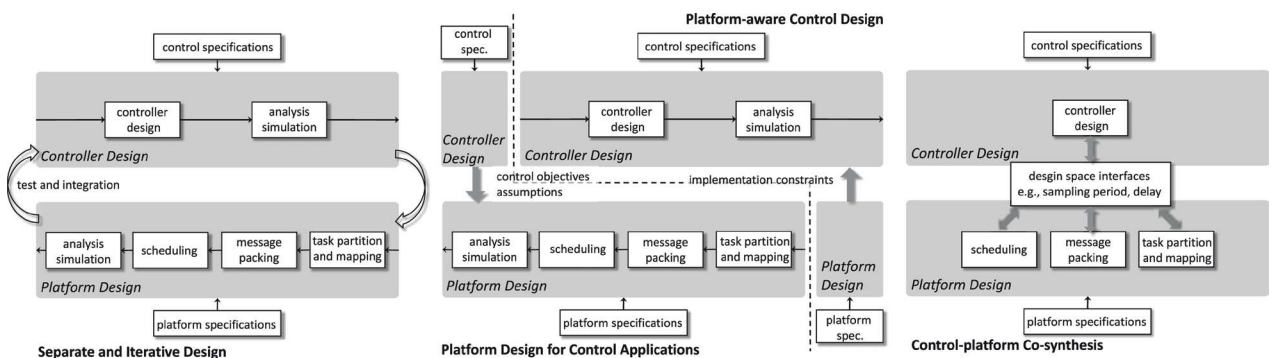 control specifications
controller
design
analysis
simulation
Controller Design
test and integration
analysis
simulation
scheduling
message
packing
task partition
and mapping
Platform Design
platform specifications
Separate and Iterative Design
Platform-aware Control Design
control
spec.
control specifications
Controller
Design
controller
design
analysis
simulation
Controller Design
control objectives
assumptions
implementation constraints
analysis
simulation
scheduling
message
packing
task partition
and mapping
Platform Design
Platform
Design
platform specifications
platform
spec.
Platform Design for Control Applications
control specifications
controller
design
Controller Design
desgin space interfaces
e.g., sampling period, delay
scheduling
message
packing
task partition
and mapping
Platform Design
platform specifications
Control-platform Co-synthesis